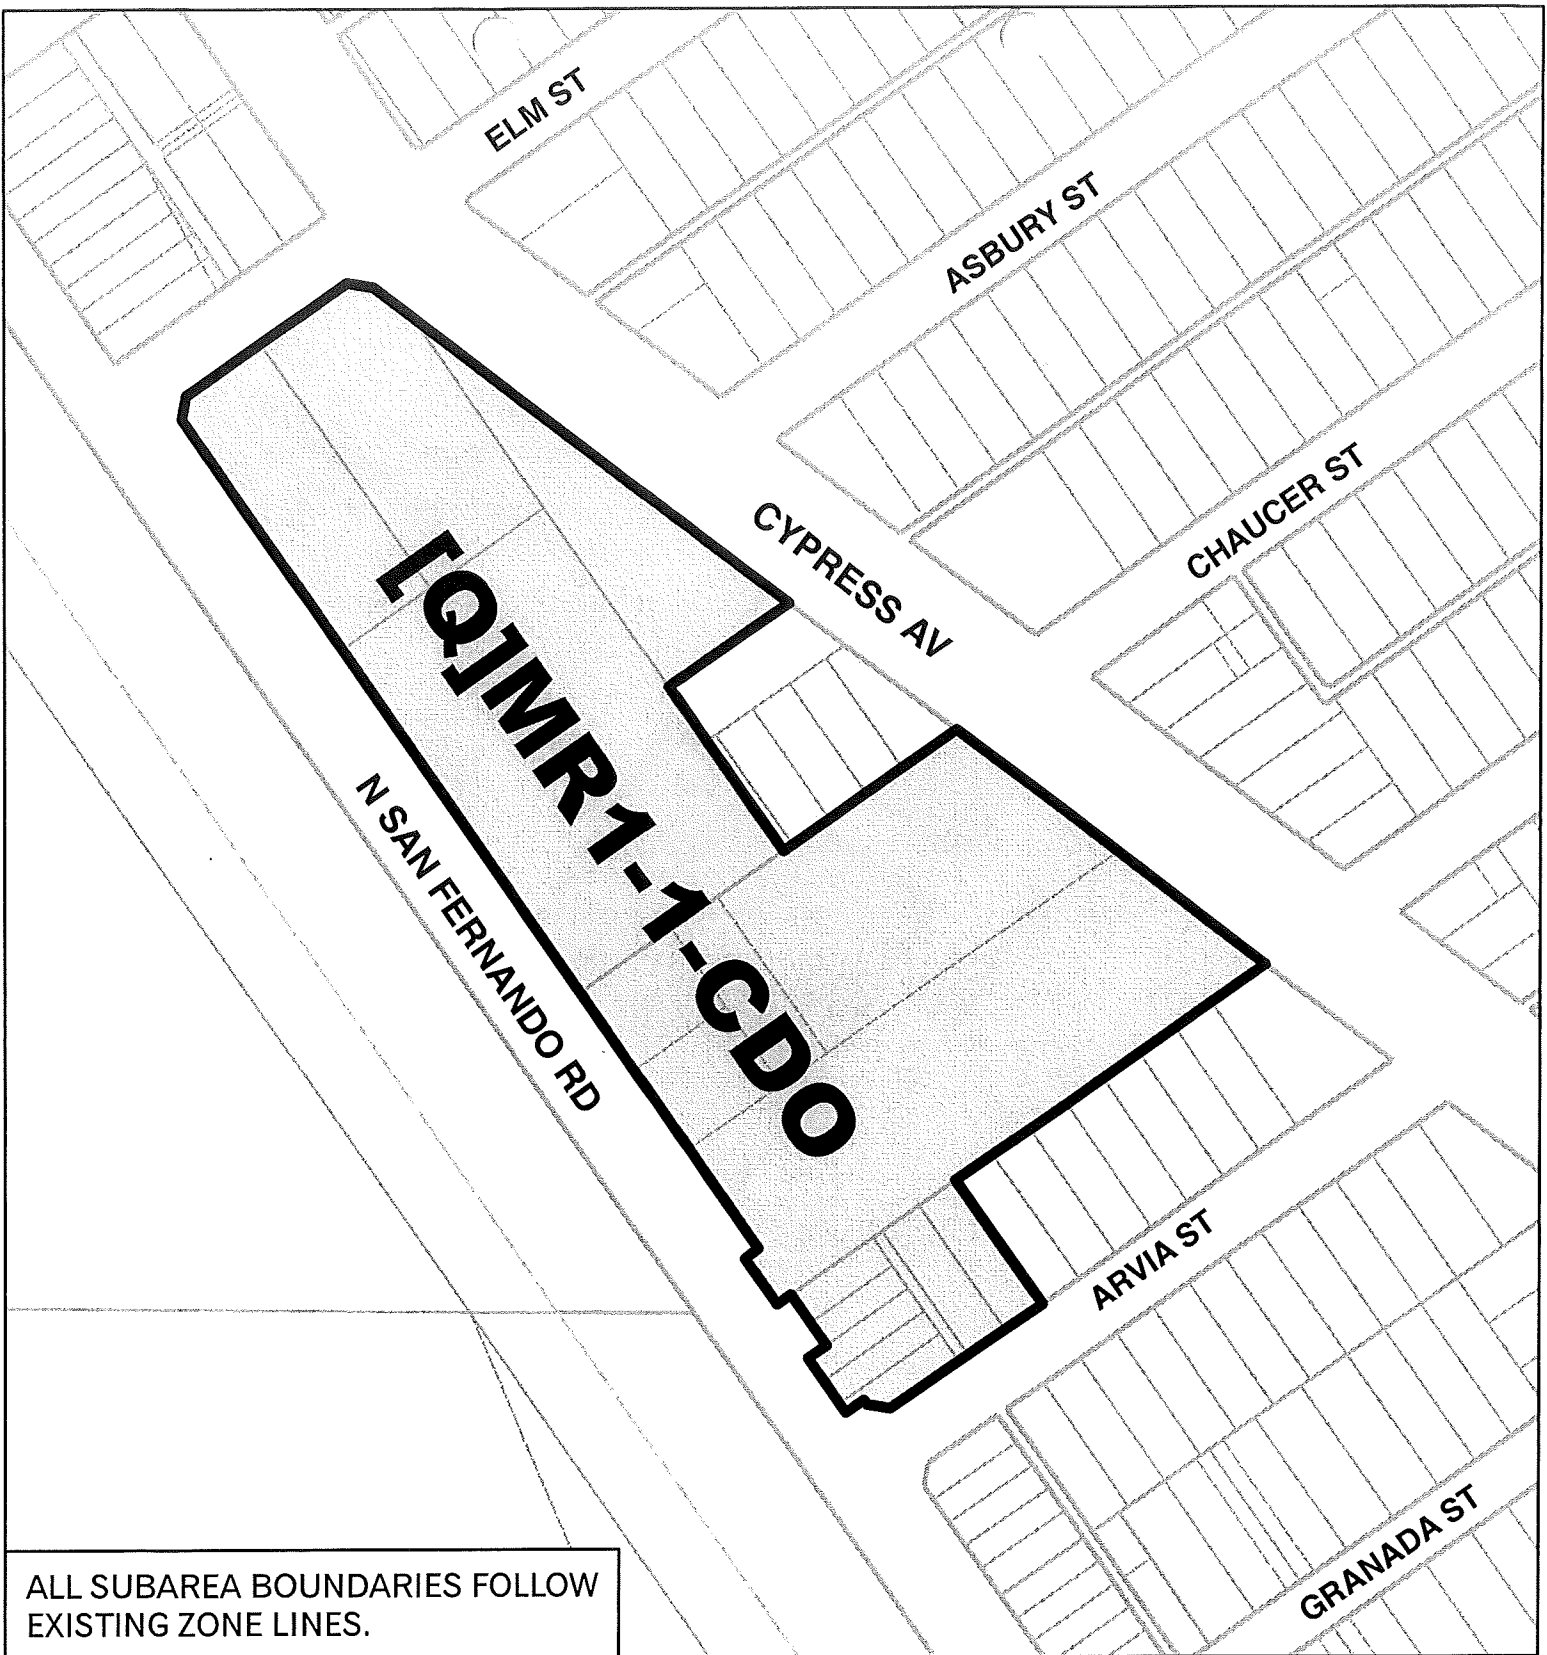 ELM ST
ASBURY ST
CYPRESS AV
CHAUCER ST
[Q]MR1-1-CDO
N SAN FERNANDO RD
ARVIA ST
GRANADA ST
ALL SUBAREA BOUNDARIES FOLLOW
EXISTING ZONE LINES.